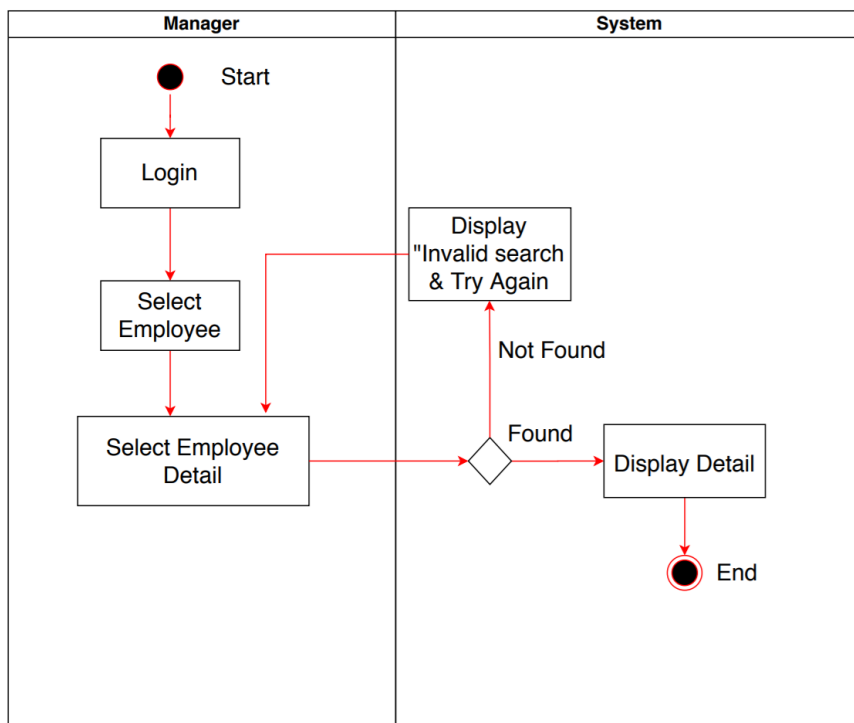 Manager
System
Start
Login
Display
"Invalid search
& Try Again
Select
Employee
Not Found
Select Employee
Detail
Found
Display Detail
End